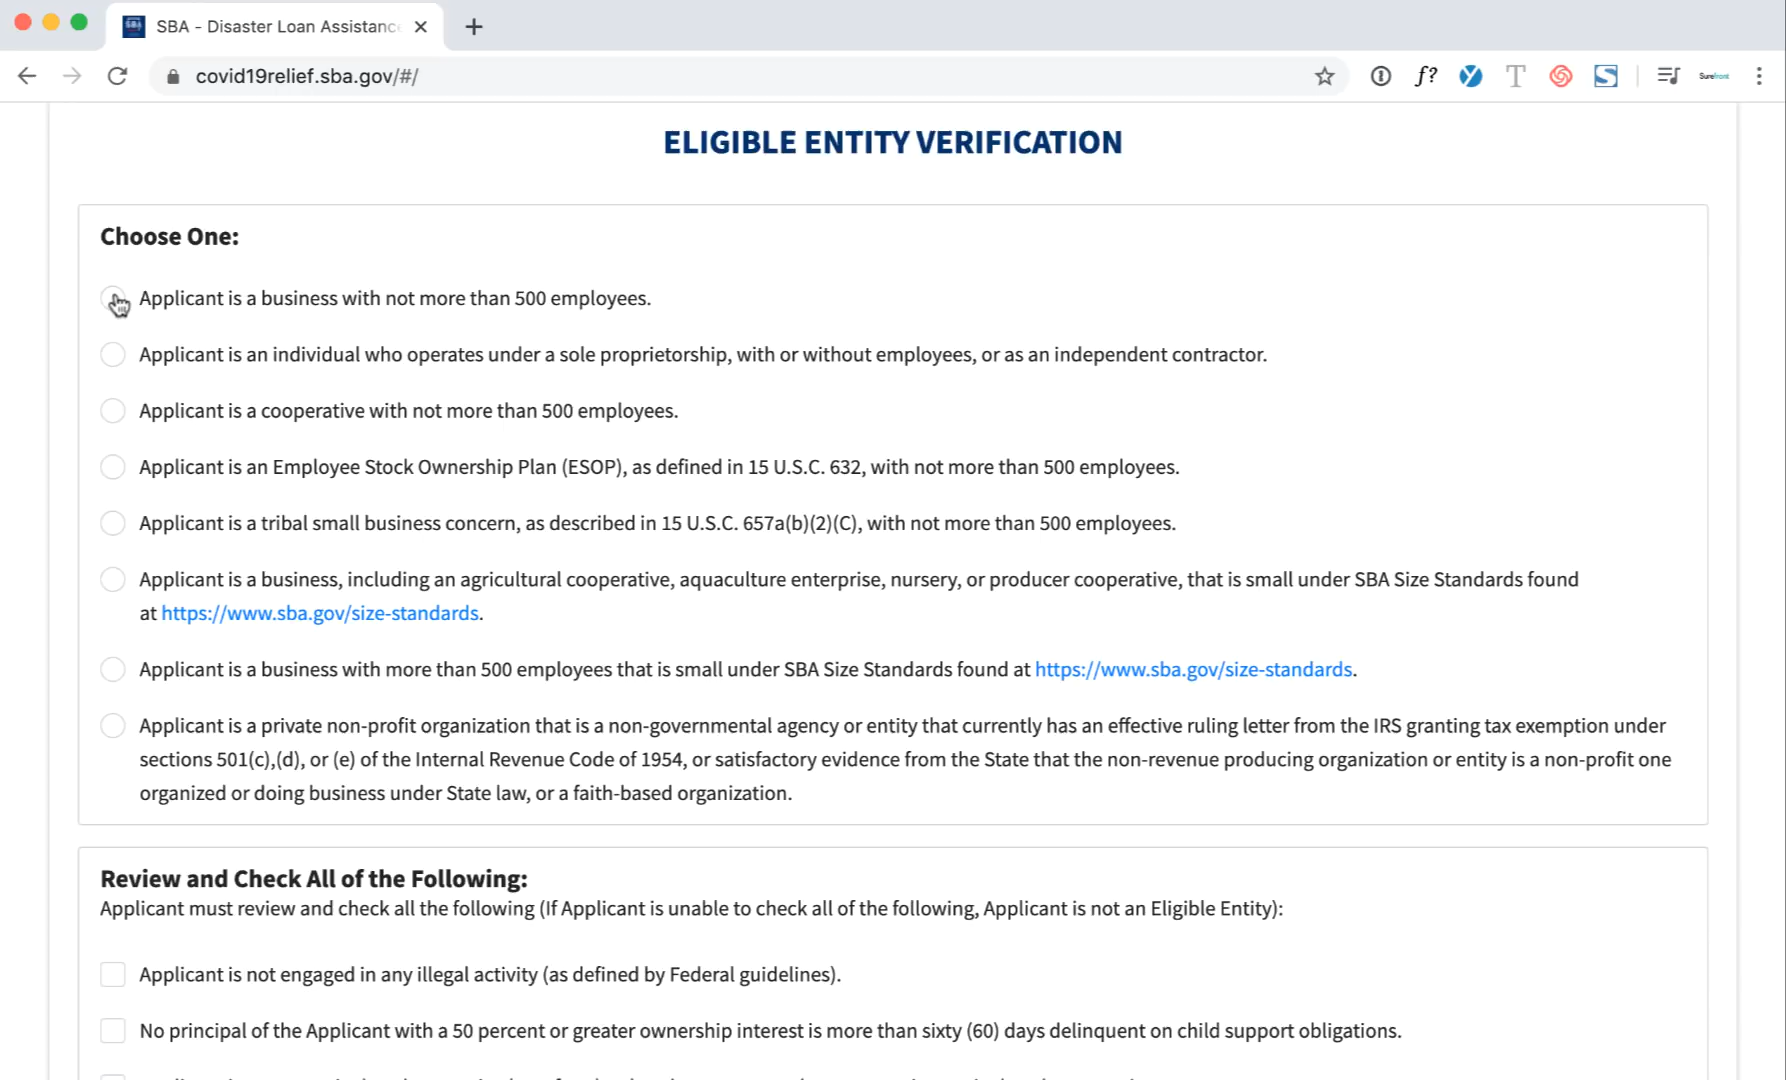 SBA - Disaster Loan Assistance
covid19relief.sba.gov/#/
f?
T
S
Surefront
ELIGIBLE ENTITY VERIFICATION
Choose One:
Applicant is a business with not more than 500 employees.
Applicant is an individual who operates under a sole proprietorship, with or without employees, or as an independent contractor.
Applicant is a cooperative with not more than 500 employees.
Applicant is an Employee Stock Ownership Plan (ESOP), as defined in 15 U.S.C. 632, with not more than 500 employees.
Applicant is a tribal small business concern, as described in 15 U.S.C. 657a(b)(2)(C), with not more than 500 employees.
Applicant is a business, including an agricultural cooperative, aquaculture enterprise, nursery, or producer cooperative, that is small under SBA Size Standards found
at https://www.sba.gov/size-standards.
Applicant is a business with more than 500 employees that is small under SBA Size Standards found at https://www.sba.gov/size-standards.
Applicant is a private non-profit organization that is a non-governmental agency or entity that currently has an effective ruling letter from the IRS granting tax exemption under
sections 501(c),(d), or (e) of the Internal Revenue Code of 1954, or satisfactory evidence from the State that the non-revenue producing organization or entity is a non-profit one
organized or doing business under State law, or a faith-based organization.
Review and Check All of the Following:
Applicant must review and check all the following (If Applicant is unable to check all of the following, Applicant is not an Eligible Entity):
Applicant is not engaged in any illegal activity (as defined by Federal guidelines).
No principal of the Applicant with a 50 percent or greater ownership interest is more than sixty (60) days delinquent on child support obligations.